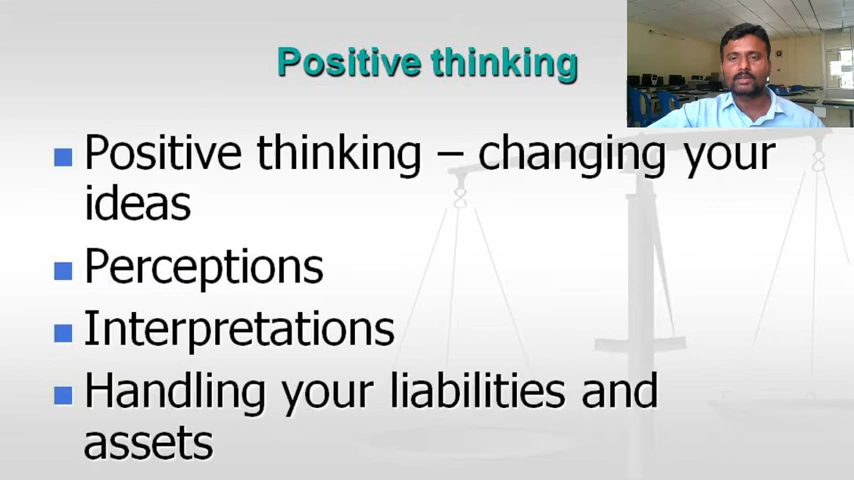 Positive thinking
Positive thinking – changing your
ideas
Perceptions
Interpretations
Handling your liabilities and
assets